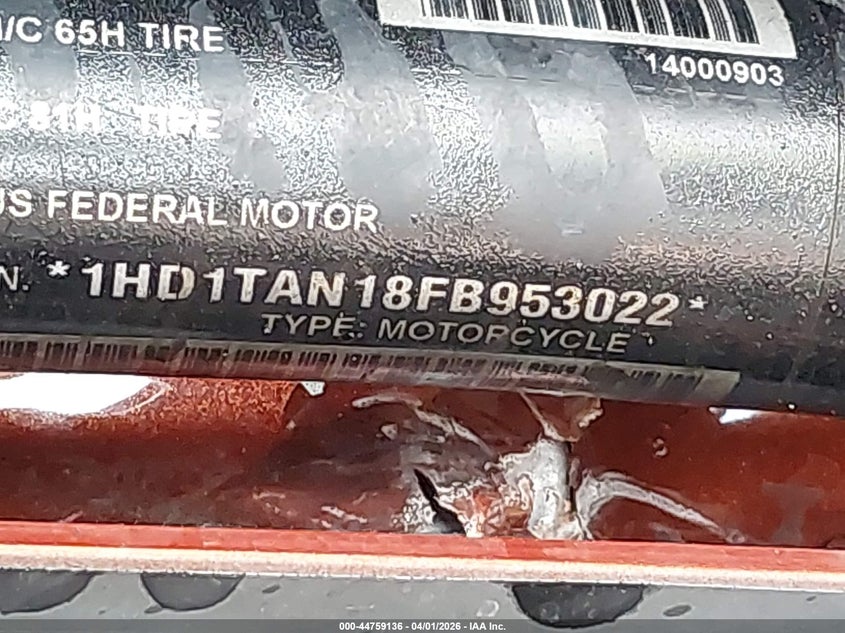 /C 65H TIRE
14000903
81H TIRE
US FEDERAL MOTOR
N. *1HD1TAN18FB953022*
TYPE: MOTORCYCLE
000-44759136 - 04/01/2026 - IAA Inc.